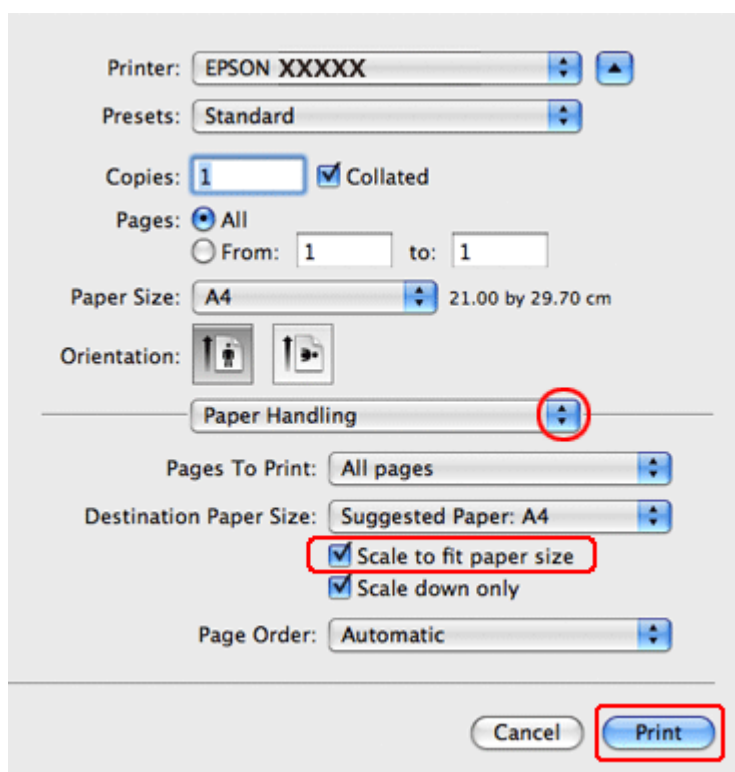 Printer: EPSON XXXXX
Presets: Standard
Copies: 1 Collated
Pages: All
From: 1 to: 1
Paper Size: A4 21.00 by 29.70 cm
Orientation:
Paper Handling
Pages To Print: All pages
Destination Paper Size: Suggested Paper: A4
Scale to fit paper size
Scale down only
Page Order: Automatic
Cancel Print